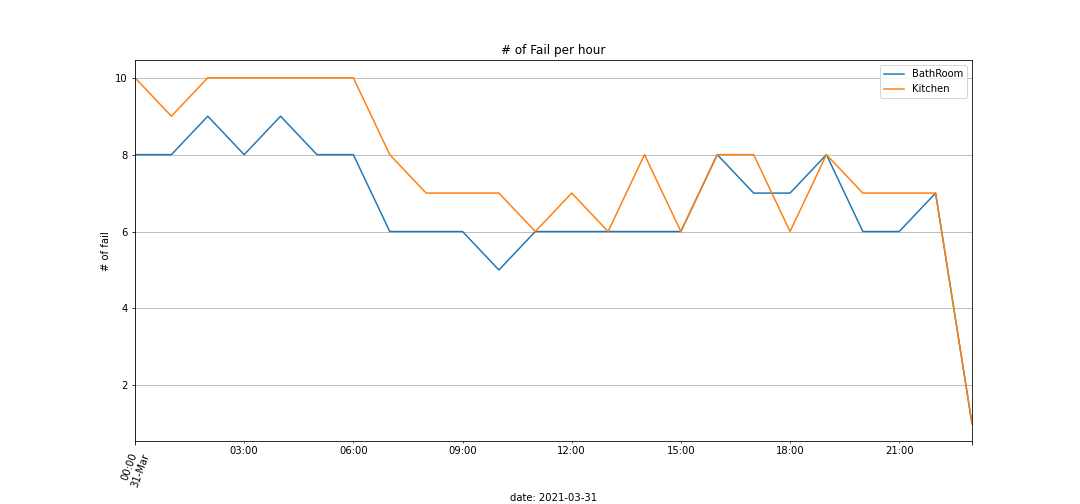 # of Fail per hour
BathRoom
Kitchen
10
8
6
4
2
# of fail
00:00
31-Mar
03:00
06:00
09:00
12:00
15:00
18:00
21:00
date: 2021-03-31